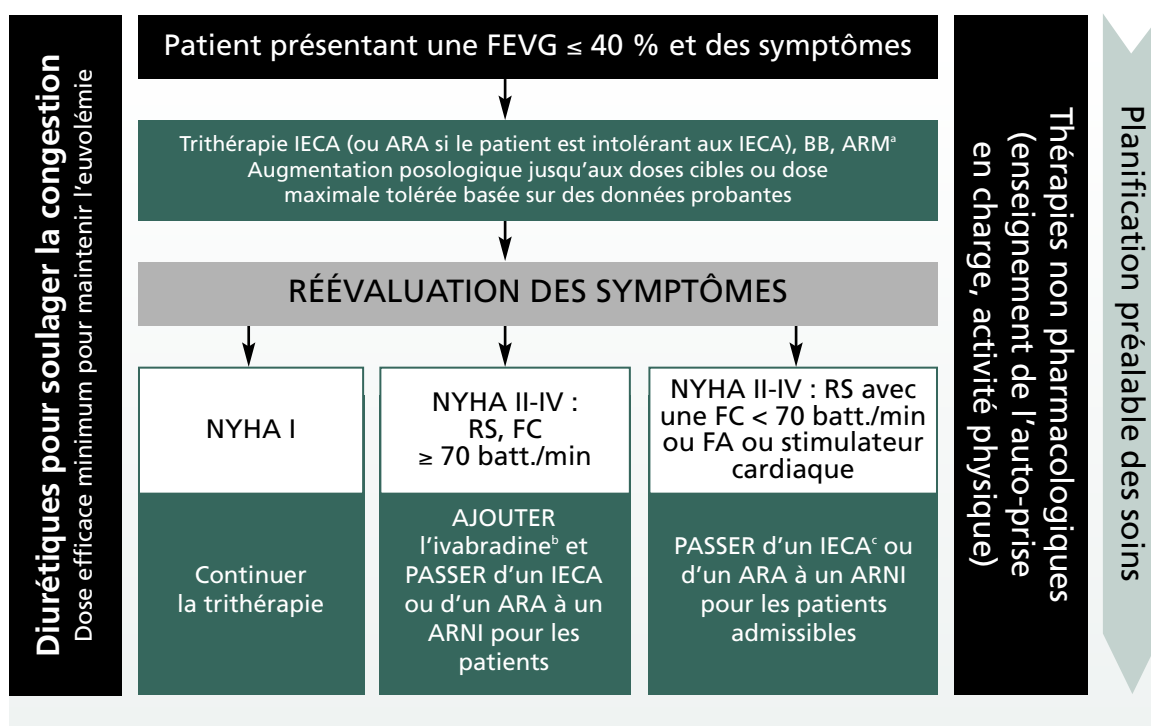 Diurétiques pour soulager la congestion
Dose efficace minimum pour maintenir l'euvolémie
Patient présentant une FEVG ≤ 40 % et des symptômes
Trithérapie IECA (ou ARA si le patient est intolérant aux IECA), BB, ARMᵃ
Augmentation posologique jusqu'aux doses cibles ou dose
maximale tolérée basée sur des données probantes
RÉÉVALUATION DES SYMPTÔMES
NYHA I
Continuer
la trithérapie
NYHA II-IV :
RS, FC
≥ 70 batt./min
AJOUTER
l'ivabradineᵇ et
PASSER d'un IECA
ou d'un ARA à un
ARNI pour les
patients
NYHA II-IV : RS avec
une FC < 70 batt./min
ou FA ou stimulateur
cardiaque
PASSER d'un IECAᶜ ou
d'un ARA à un ARNI
pour les patients
admissibles
Thérapies non pharmacologiques
(enseignement de l'auto-prise
en charge, activité physique)
Planification préalable des soins